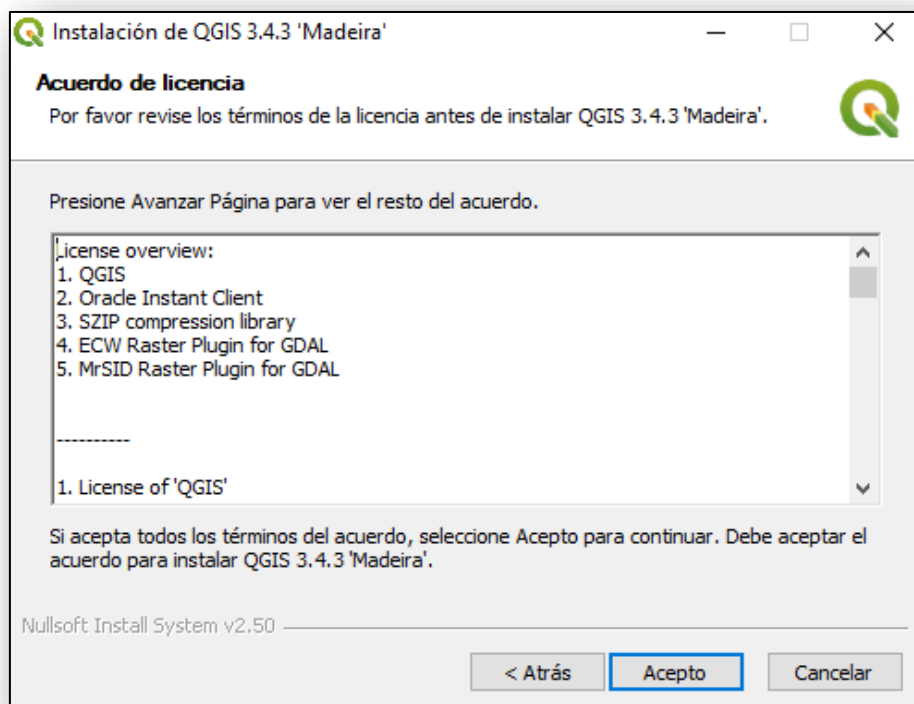 Instalación de QGIS 3.4.3 'Madeira'
Acuerdo de licencia
Por favor revise los términos de la licencia antes de instalar QGIS 3.4.3 'Madeira'.
Presione Avanzar Página para ver el resto del acuerdo.
License overview:
1. QGIS
2. Oracle Instant Client
3. SZIP compression library
4. ECW Raster Plugin for GDAL
5. MrSID Raster Plugin for GDAL
----------
1. License of 'QGIS'
Si acepta todos los términos del acuerdo, seleccione Acepto para continuar. Debe aceptar el
acuerdo para instalar QGIS 3.4.3 'Madeira'.
Nullsoft Install System v2.50
< Atrás
Acepto
Cancelar